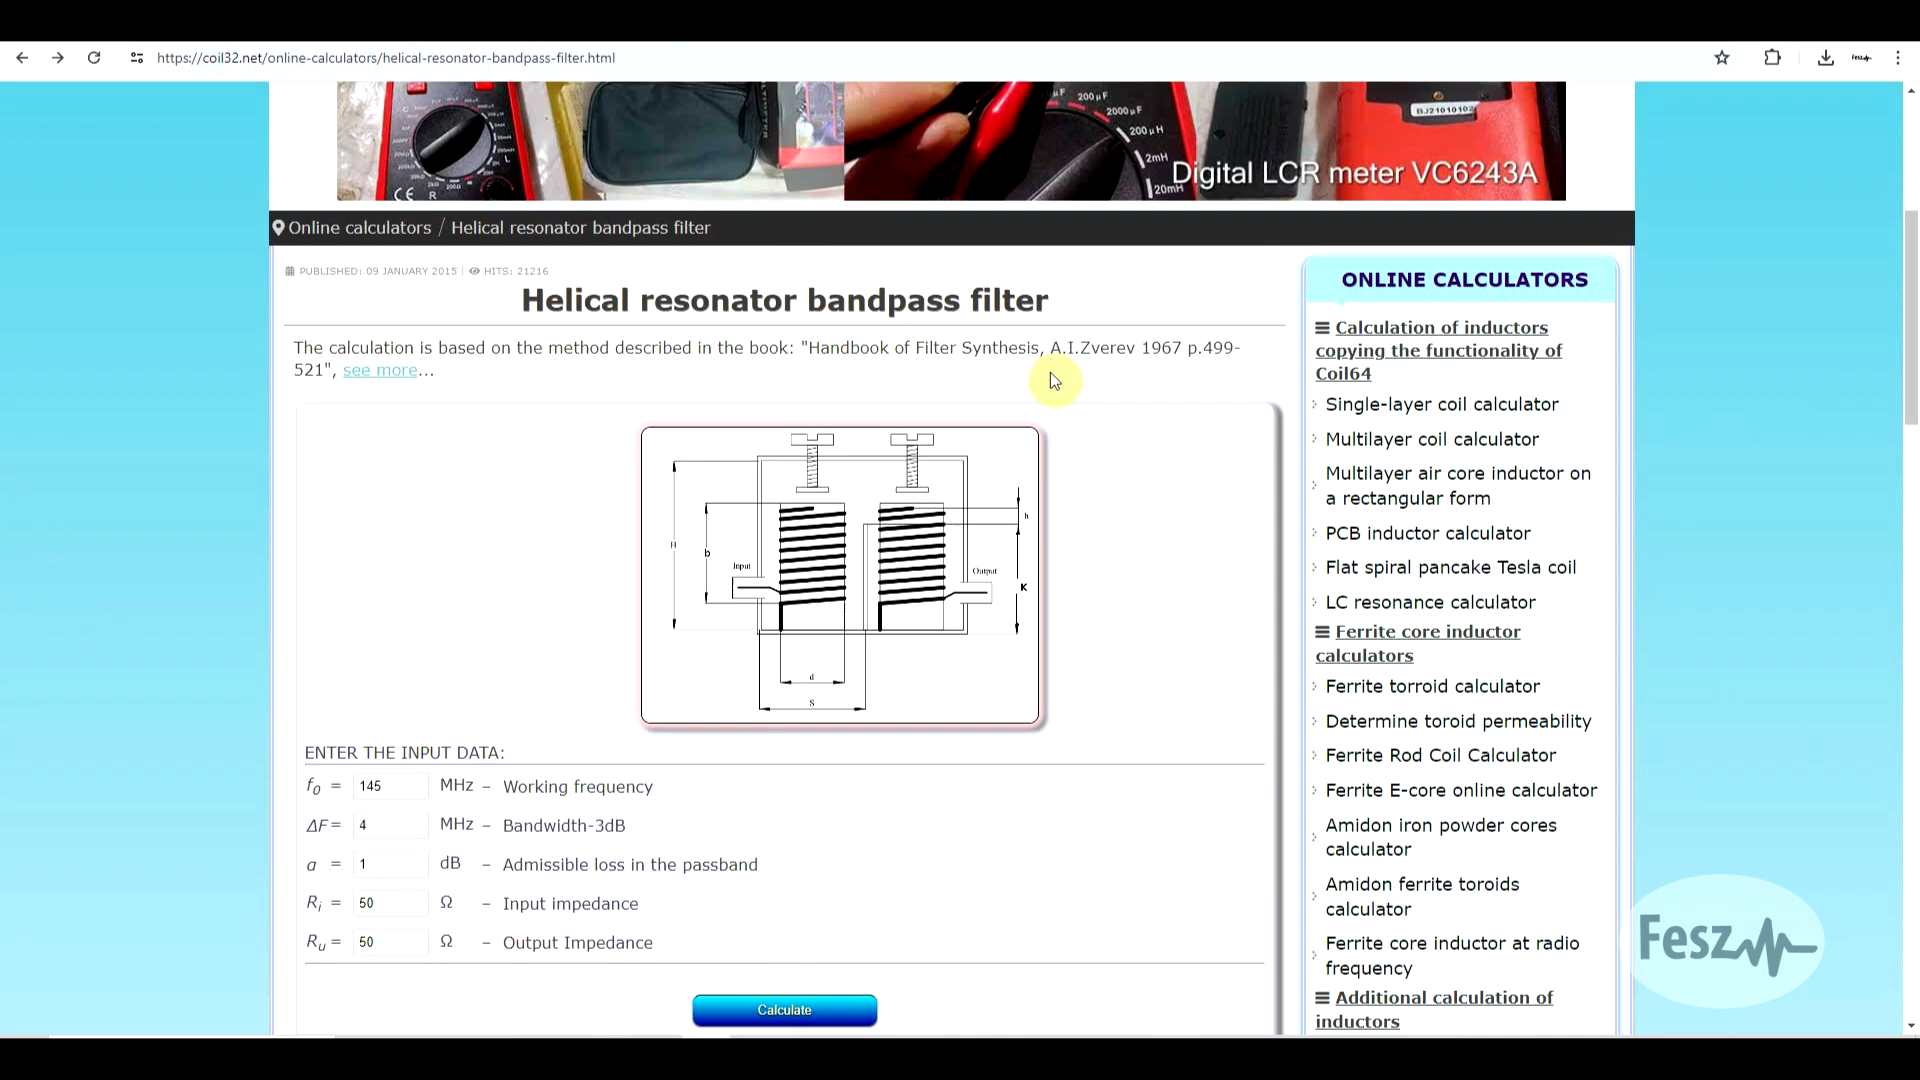 https://coil32.net/online-calculators/helical-resonator-bandpass-filter.html
200µF
2000µF
200µH
2mH
20mH
BJ21010102
Digital LCR meter VC6243A
Online calculators / Helical resonator bandpass filter
PUBLISHED: 09 JANUARY 2015 | HITS: 21216
Helical resonator bandpass filter
The calculation is based on the method described in the book: "Handbook of Filter Synthesis, A.I.Zverev 1967 p.499-
521", see more...
H
b
Input
Output
h
K
d
S
ENTER THE INPUT DATA:
f0 = 145 MHz – Working frequency
ΔF= 4 MHz – Bandwidth-3dB
a = 1 dB – Admissible loss in the passband
Ri = 50 Ω – Input impedance
Ru = 50 Ω – Output Impedance
Calculate
ONLINE CALCULATORS
Calculation of inductors
copying the functionality of
Coil64
Single-layer coil calculator
Multilayer coil calculator
Multilayer air core inductor on
a rectangular form
PCB inductor calculator
Flat spiral pancake Tesla coil
LC resonance calculator
Ferrite core inductor
calculators
Ferrite torroid calculator
Determine toroid permeability
Ferrite Rod Coil Calculator
Ferrite E-core online calculator
Amidon iron powder cores
calculator
Amidon ferrite toroids
calculator
Ferrite core inductor at radio
frequency
Additional calculation of
inductors
Fesz